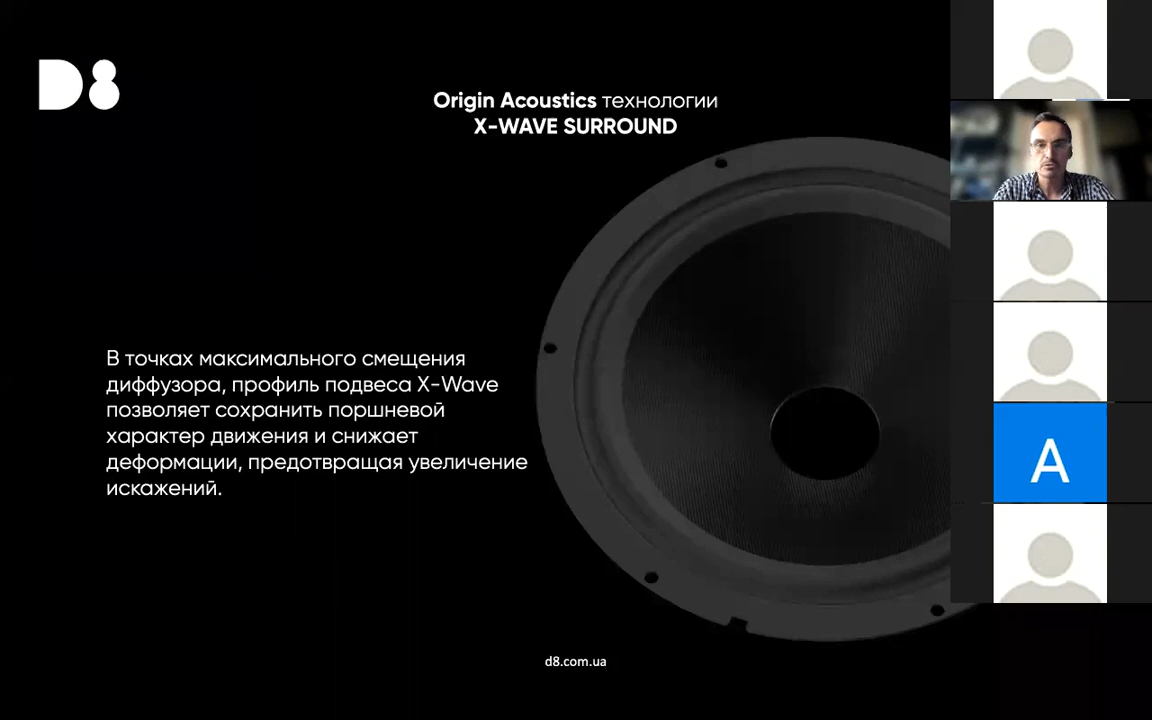 D8
Origin Acoustics технологии
X-WAVE SURROUND
В точках максимального смещения
диффузора, профиль подвеса X-Wave
позволяет сохранить поршневой
характер движения и снижает
деформации, предотвращая увеличение
искажений.
A
d8.com.ua